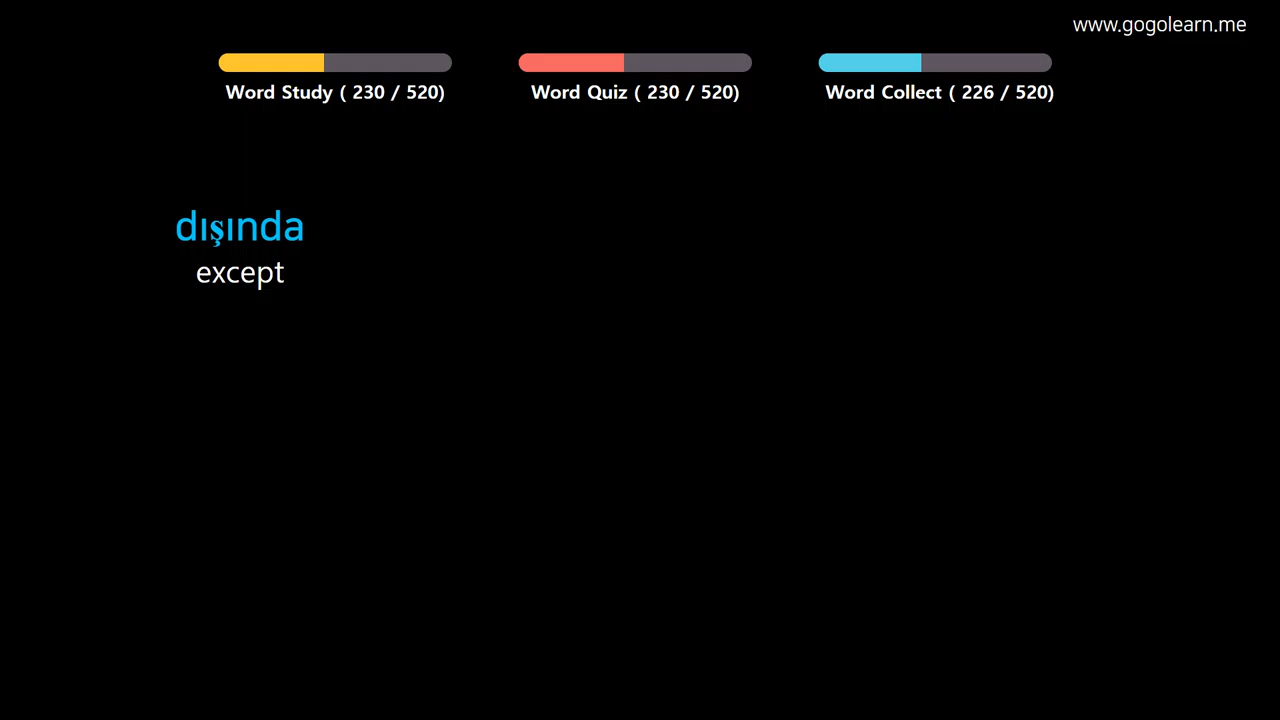 www.gogolearn.me
Word Study ( 230 / 520)
Word Quiz ( 230 / 520)
Word Collect ( 226 / 520)
dışında
except